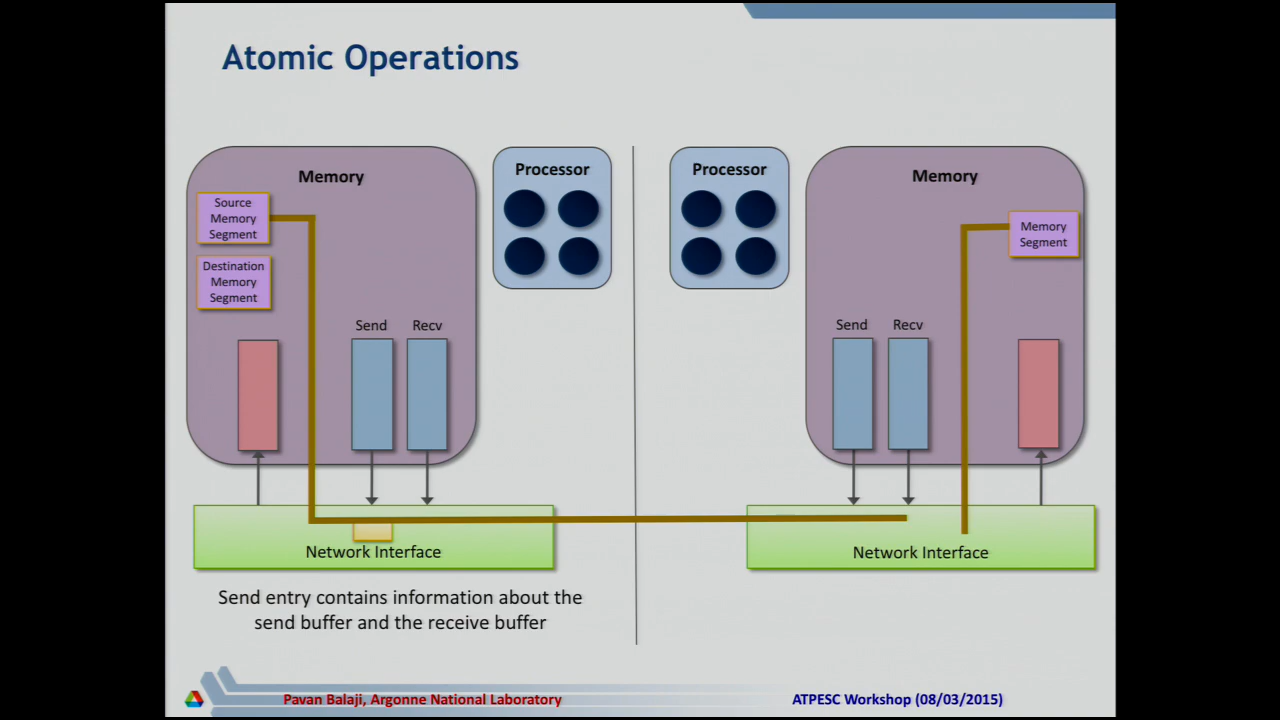 Atomic Operations
Memory
Source
Memory
Segment
Destination
Memory
Segment
Send Recv
Processor
Processor
Memory
Memory
Segment
Send Recv
Network Interface
Network Interface
Send entry contains information about the
send buffer and the receive buffer
Pavan Balaji, Argonne National Laboratory
ATPESC Workshop (08/03/2015)